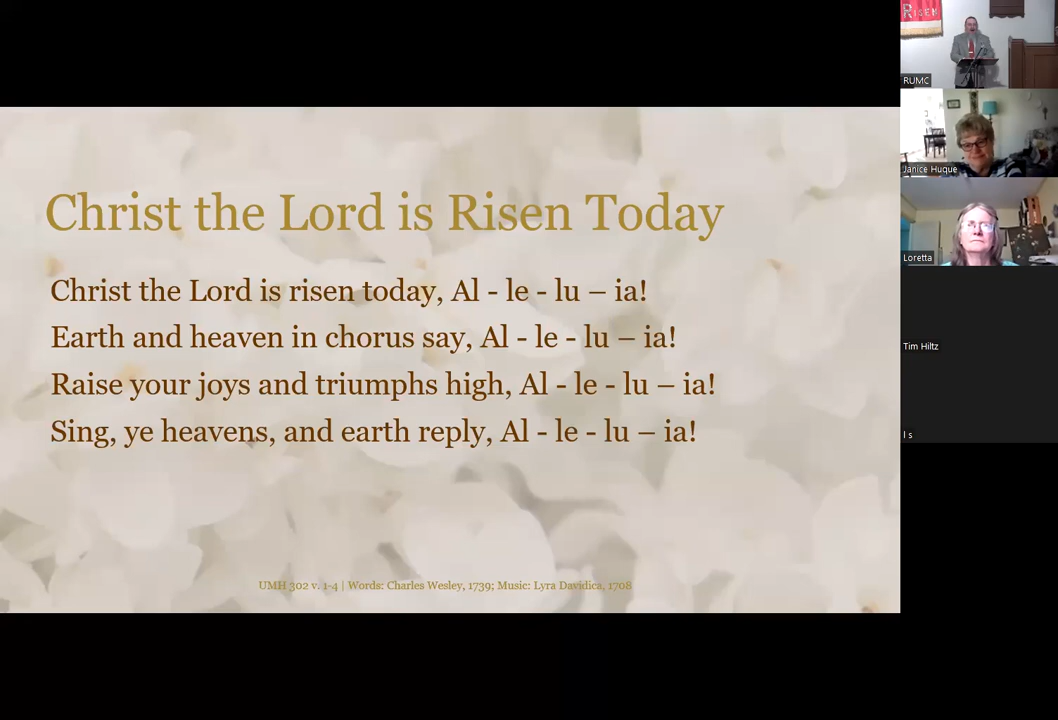 Christ the Lord is Risen Today
Christ the Lord is risen today, Al - le - lu – ia!
Earth and heaven in chorus say, Al - le - lu – ia!
Raise your joys and triumphs high, Al - le - lu – ia!
Sing, ye heavens, and earth reply, Al - le - lu – ia!
UMH 302 v. 1-4 | Words: Charles Wesley, 1739; Music: Lyra Davidica, 1708
RISEN
RUMC
Janice Huque
Loretta
Tim Hiltz
l s